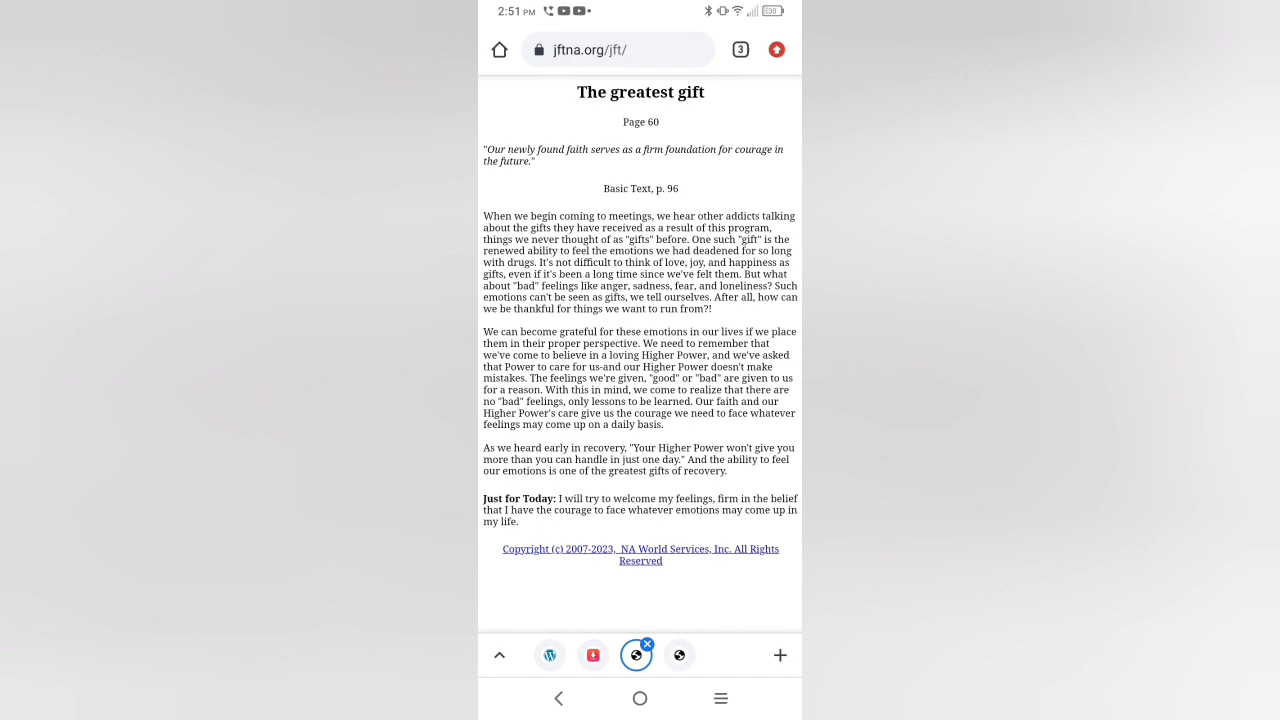 2:51 PM
30
jftna.org/jft/
3
The greatest gift
Page 60
"Our newly found faith serves as a firm foundation for courage in
the future."
Basic Text, p. 96
When we begin coming to meetings, we hear other addicts talking
about the gifts they have received as a result of this program,
things we never thought of as "gifts" before. One such "gift" is the
renewed ability to feel the emotions we had deadened for so long
with drugs. It's not difficult to think of love, joy, and happiness as
gifts, even if it's been a long time since we've felt them. But what
about "bad" feelings like anger, sadness, fear, and loneliness? Such
emotions can't be seen as gifts, we tell ourselves. After all, how can
we be thankful for things we want to run from?!
We can become grateful for these emotions in our lives if we place
them in their proper perspective. We need to remember that
we've come to believe in a loving Higher Power, and we've asked
that Power to care for us-and our Higher Power doesn't make
mistakes. The feelings we're given, "good" or "bad" are given to us
for a reason. With this in mind, we come to realize that there are
no "bad" feelings, only lessons to be learned. Our faith and our
Higher Power's care give us the courage we need to face whatever
feelings may come up on a daily basis.
As we heard early in recovery, "Your Higher Power won't give you
more than you can handle in just one day." And the ability to feel
our emotions is one of the greatest gifts of recovery.
Just for Today: I will try to welcome my feelings, firm in the belief
that I have the courage to face whatever emotions may come up in
my life.
Copyright (c) 2007-2023, NA World Services, Inc. All Rights
Reserved